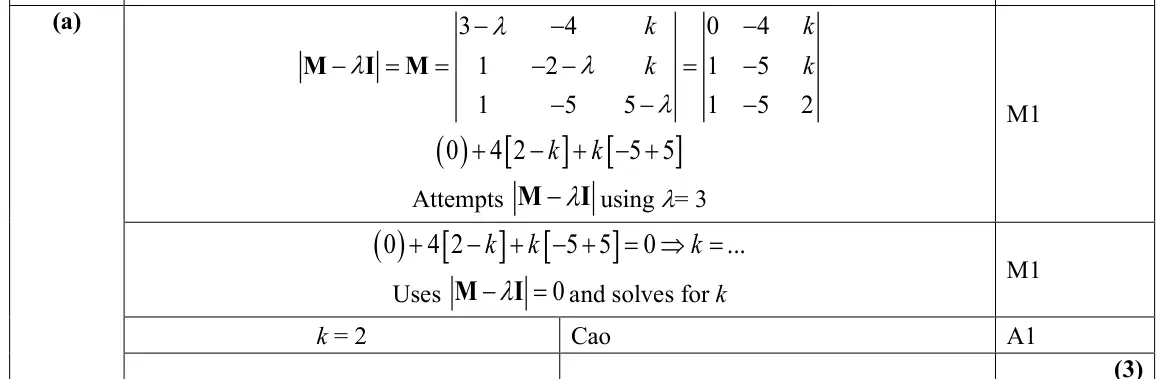 (a)
|M − λI| = M = |3 − λ −4 k; 1 −2 − λ k; 1 −5 5 − λ| = |0 −4 k; 1 −5 k; 1 −5 2|
M1
(0) + 4[2 − k] + k[−5 + 5]
Attempts |M − λI| using λ = 3
(0) + 4[2 − k] + k[−5 + 5] = 0 ⇒ k = ...
M1
Uses |M − λI| = 0 and solves for k
k = 2 Cao A1
(3)